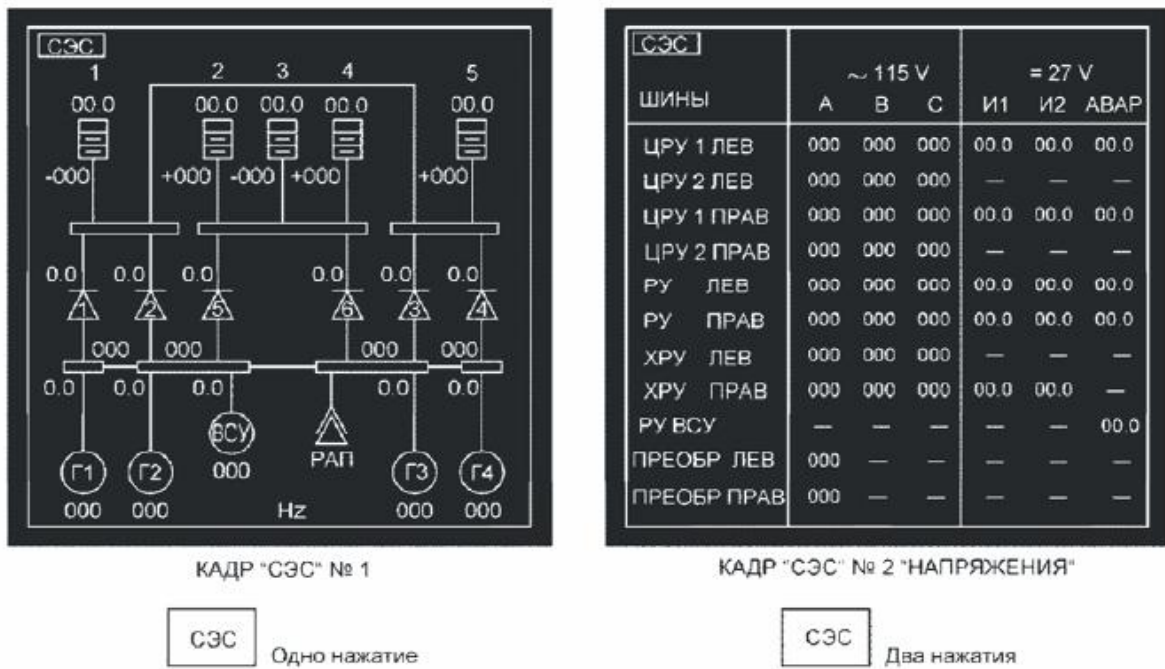 СЭС
1 2 3 4 5
00.0 00.0 00.0 00.0 00.0
-000 +000 -000 +000 +000
0.0 0.0 0.0 0.0 0.0 0.0
1 2 5 6 3 4
000 000 000 000
0.0 0.0 0.0 0.0 0.0
ВСУ
РАП
000
Г1 Г2 Г3 Г4
000 000 Hz 000 000
КАДР "СЭС" № 1
СЭС Одно нажатие
СЭС
~ 115 V = 27 V
ШИНЫ A B C И1 И2 АВАР
ЦРУ 1 ЛЕВ 000 000 000 00.0 00.0 00.0
ЦРУ 2 ЛЕВ 000 000 000 — — —
ЦРУ 1 ПРАВ 000 000 000 00.0 00.0 00.0
ЦРУ 2 ПРАВ 000 000 000 — — —
РУ ЛЕВ 000 000 000 00.0 00.0 00.0
РУ ПРАВ 000 000 000 00.0 00.0 00.0
ХРУ ЛЕВ 000 000 000 — — —
ХРУ ПРАВ 000 000 000 00.0 00.0 —
РУ ВСУ — — — — — 00.0
ПРЕОБР ЛЕВ 000 — — — — —
ПРЕОБР ПРАВ 000 — — — — —
КАДР "СЭС" № 2 "НАПРЯЖЕНИЯ"
СЭС Два нажатия